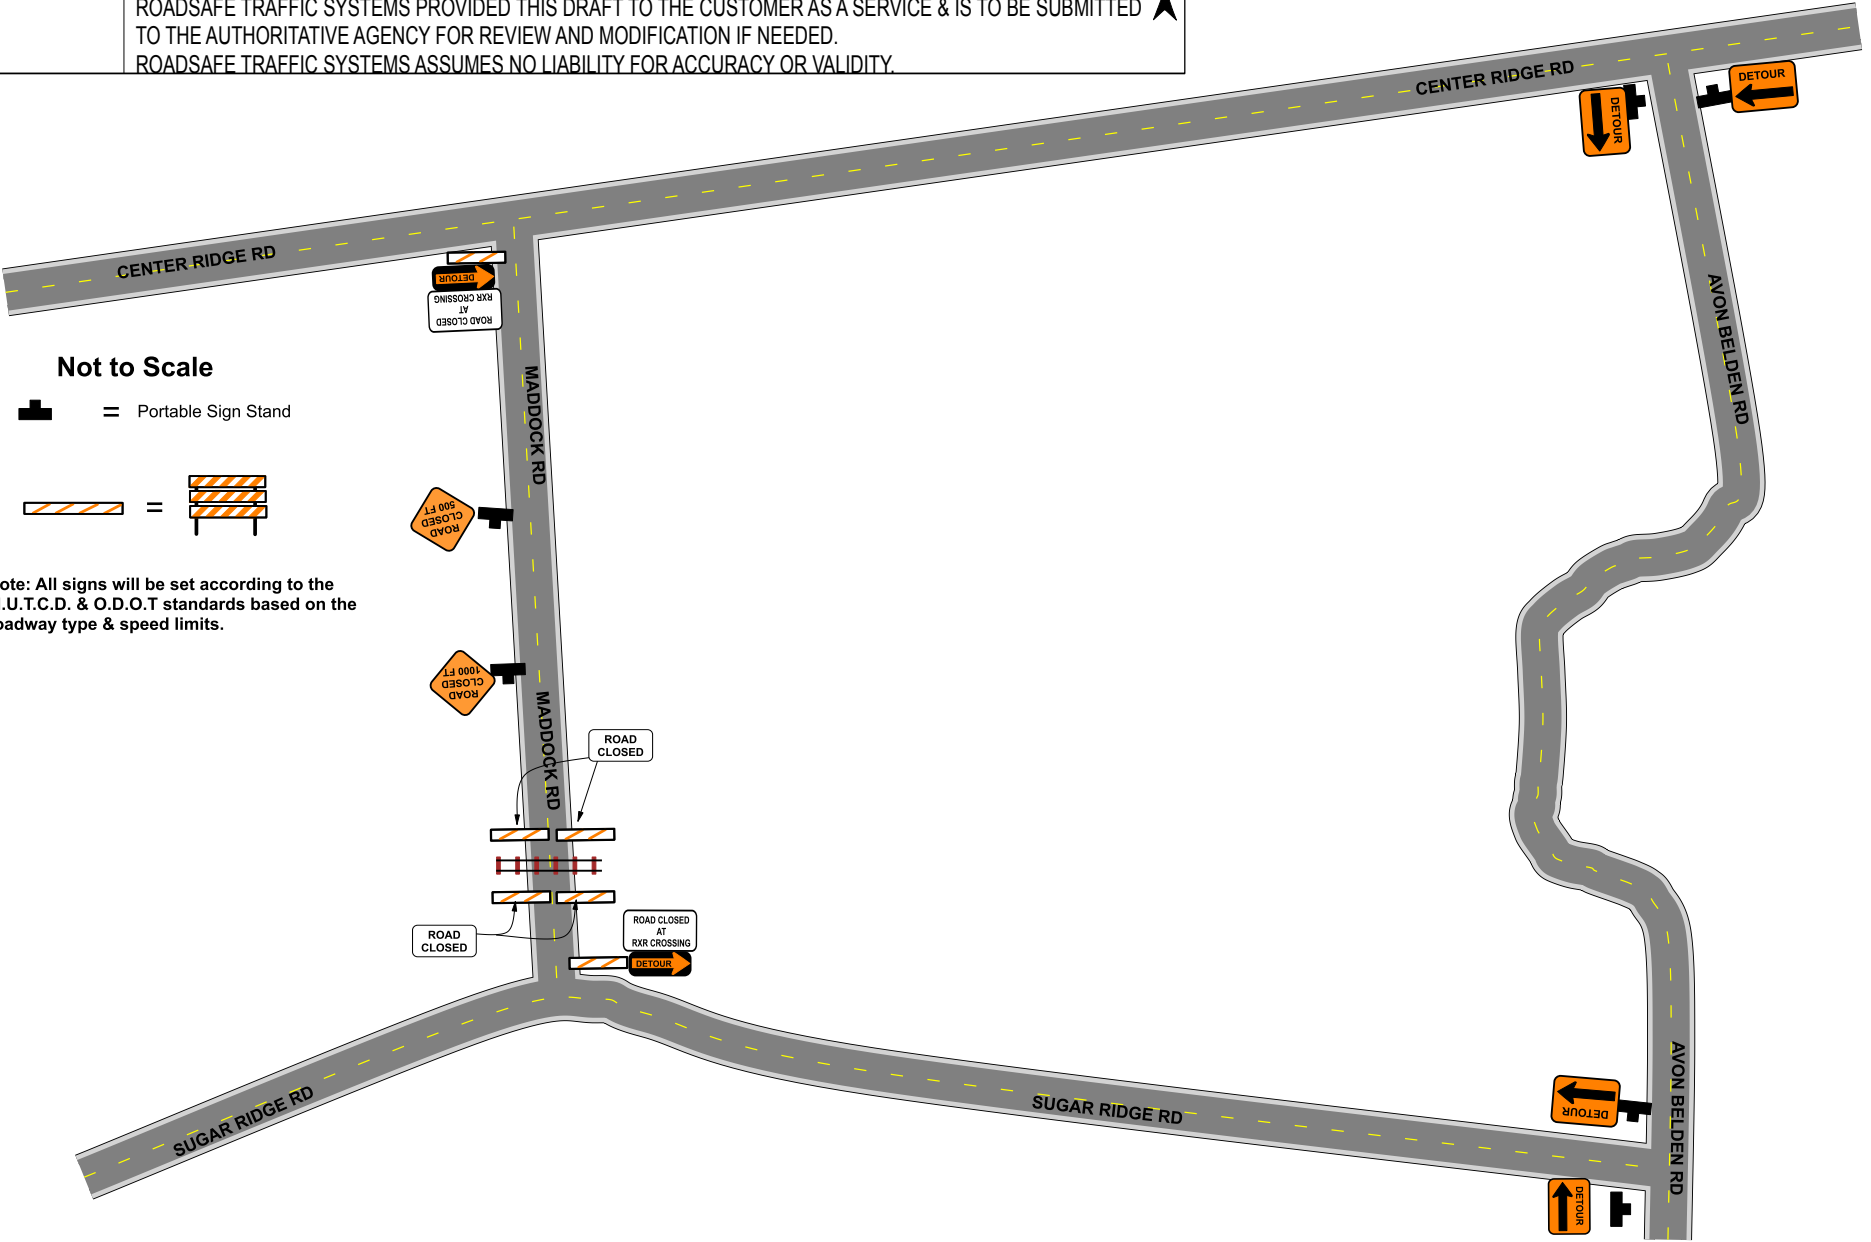 ROADSAFE TRAFFIC SYSTEMS PROVIDED THIS DRAFT TO THE CUSTOMER AS A SERVICE & IS TO BE SUBMITTED
TO THE AUTHORITATIVE AGENCY FOR REVIEW AND MODIFICATION IF NEEDED.
ROADSAFE TRAFFIC SYSTEMS ASSUMES NO LIABILITY FOR ACCURACY OR VALIDITY.
CENTER RIDGE RD
DETOUR
DETOUR
CENTER RIDGE RD
DETOUR
ROAD CLOSED
AT
RXR CROSSING
AVON BELDEN RD
Not to Scale
MADDOCK RD
= Portable Sign Stand
=
ROAD
CLOSED
500 FT
ote: All signs will be set according to the
.U.T.C.D. & O.D.O.T standards based on the
oadway type & speed limits.
ROAD
CLOSED
1000 FT
MADDOCK RD
ROAD
CLOSED
ROAD
CLOSED
ROAD CLOSED
AT
RXR CROSSING
DETOUR
SUGAR RIDGE RD
SUGAR RIDGE RD
AVON BELDEN RD
DETOUR
DETOUR